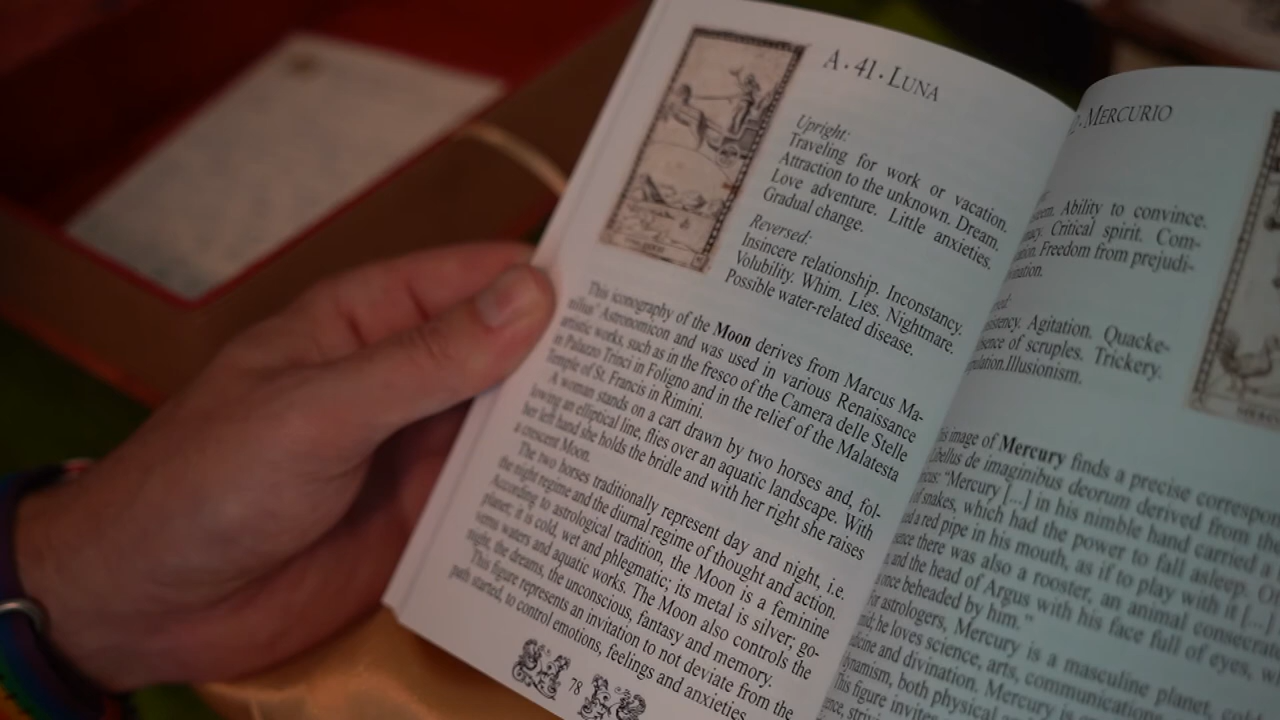 A·41·LUNA
Upright:
Traveling for work or vacation.
Attraction to the unknown. Dream.
Love adventure. Little anxieties.
Gradual change.
Reversed:
Insincere relationship. Inconstancy.
Volubility. Whim. Lies. Nightmare.
Possible water-related disease.
This iconography of the Moon derives from Marcus Ma-
nilius' Astronomicon and was used in various Renaissance
artistic works, such as in the fresco of the Camera delle Stelle
in Palazzo Trinci in Foligno and in the relief of the Malatesta
Temple of St. Francis in Rimini.
A woman stands on a cart drawn by two horses and, fol-
lowing an elliptical line, flies over an aquatic landscape. With
her left hand she holds the bridle and with her right she raises
a crescent Moon.
The two horses traditionally represent day and night, i.e.
the night regime and the diurnal regime of thought and action.
According to astrological tradition, the Moon is a feminine
planet; it is cold, wet and phlegmatic; its metal is silver; go-
verns waters and aquatic works. The Moon also controls the
night, the dreams, the unconscious, fantasy and memory.
This figure represents an invitation to not deviate from the
path started, to control emotions, feelings and anxieties.
78
2·MERCURIO
Ability to convince.
Critical spirit. Com-
Freedom from prejudi-
Agitation. Quacke-
sence of scruples. Trickery.
Illusionism.
image of Mercury finds a precise correspon
bellus de imaginibus deorum derived from the
"Mercury [...] in his nimble hand carried a
of snakes, which had the power to fall asleep.
a red pipe in his mouth, as if to play with it [...]
there was also a rooster, an animal consecrat
and the head of Argus with his face full of eyes,
once beheaded by him."
for astrologers, Mercury is a masculine planet,
he loves science, arts, communication
and divination. Mercury
dynamism, both physical
this figure invites